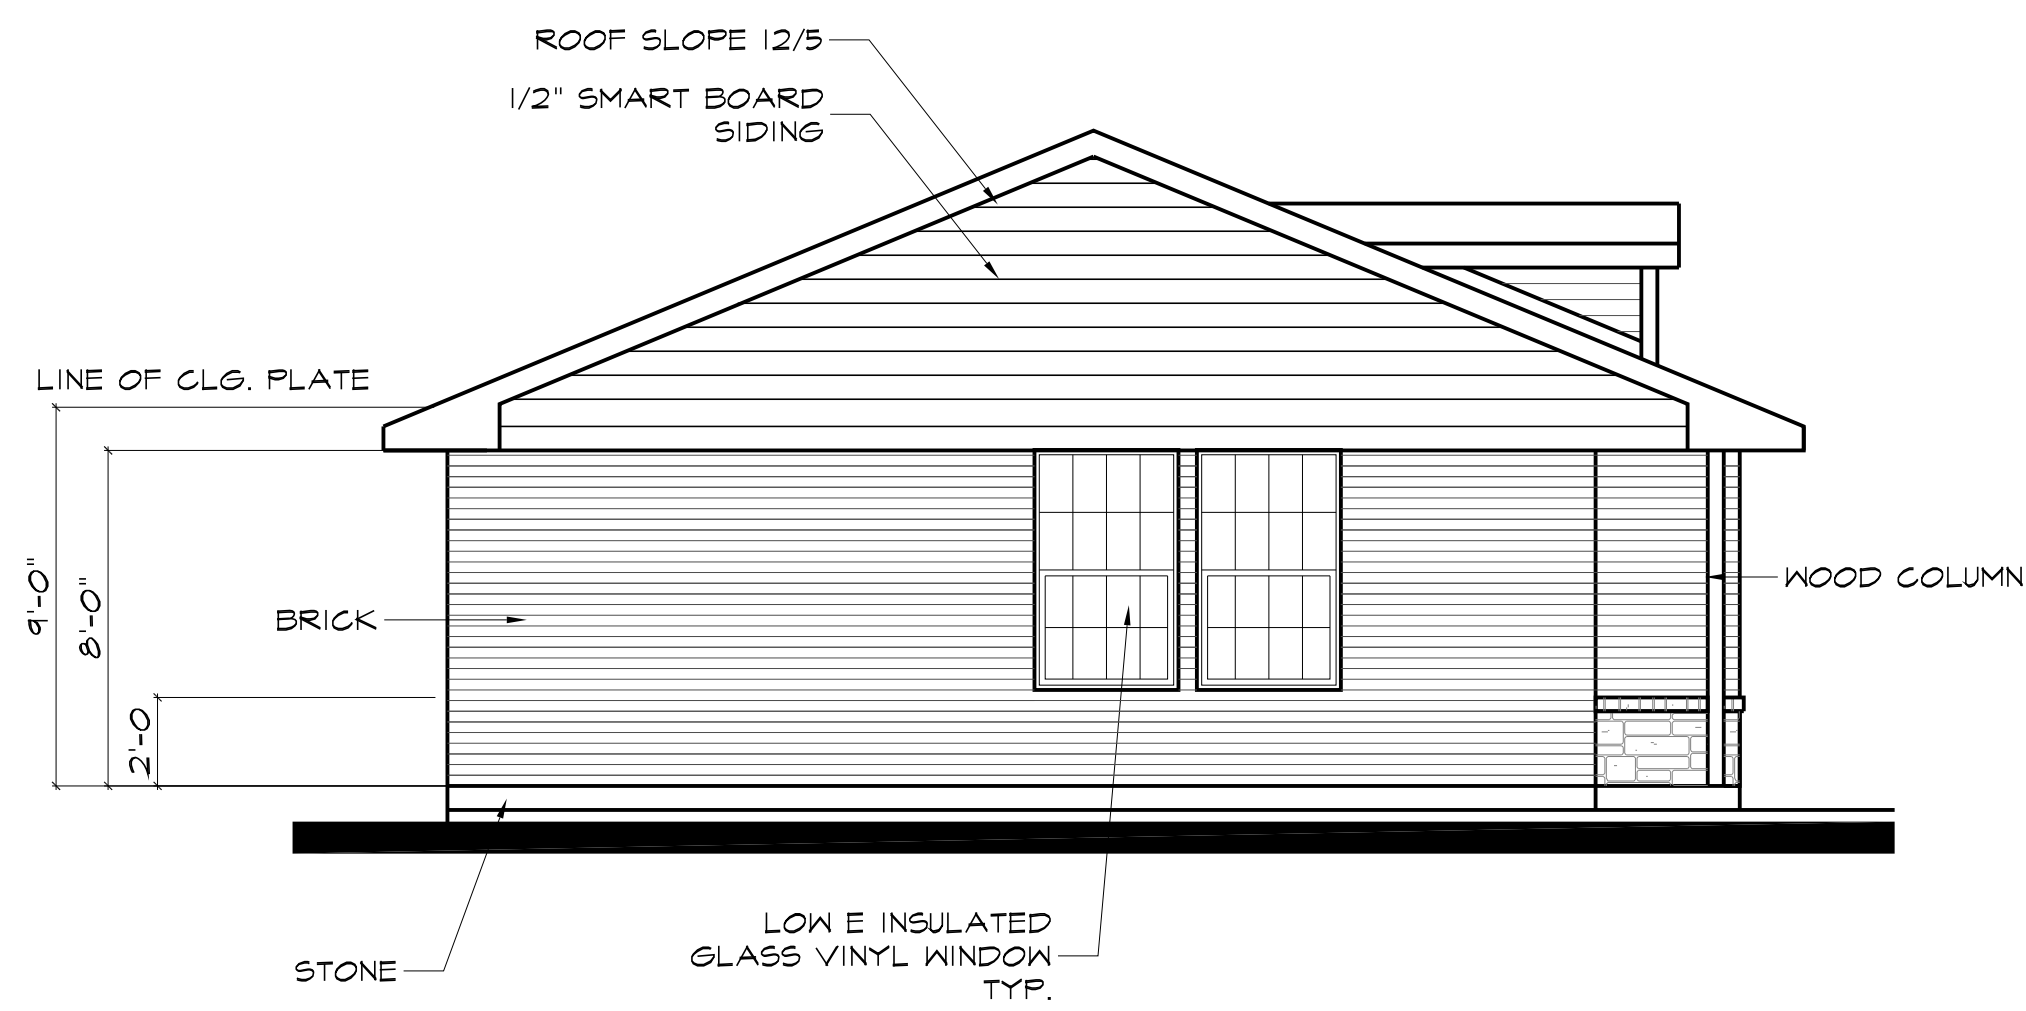 ROOF SLOPE 12/5
1/2" SMART BOARD
SIDING
LINE OF CLG. PLATE
9'-0"
8'-0"
2'-0
BRICK
WOOD COLUMN
STONE
LOW E INSULATED
GLASS VINYL WINDOW
TYP.